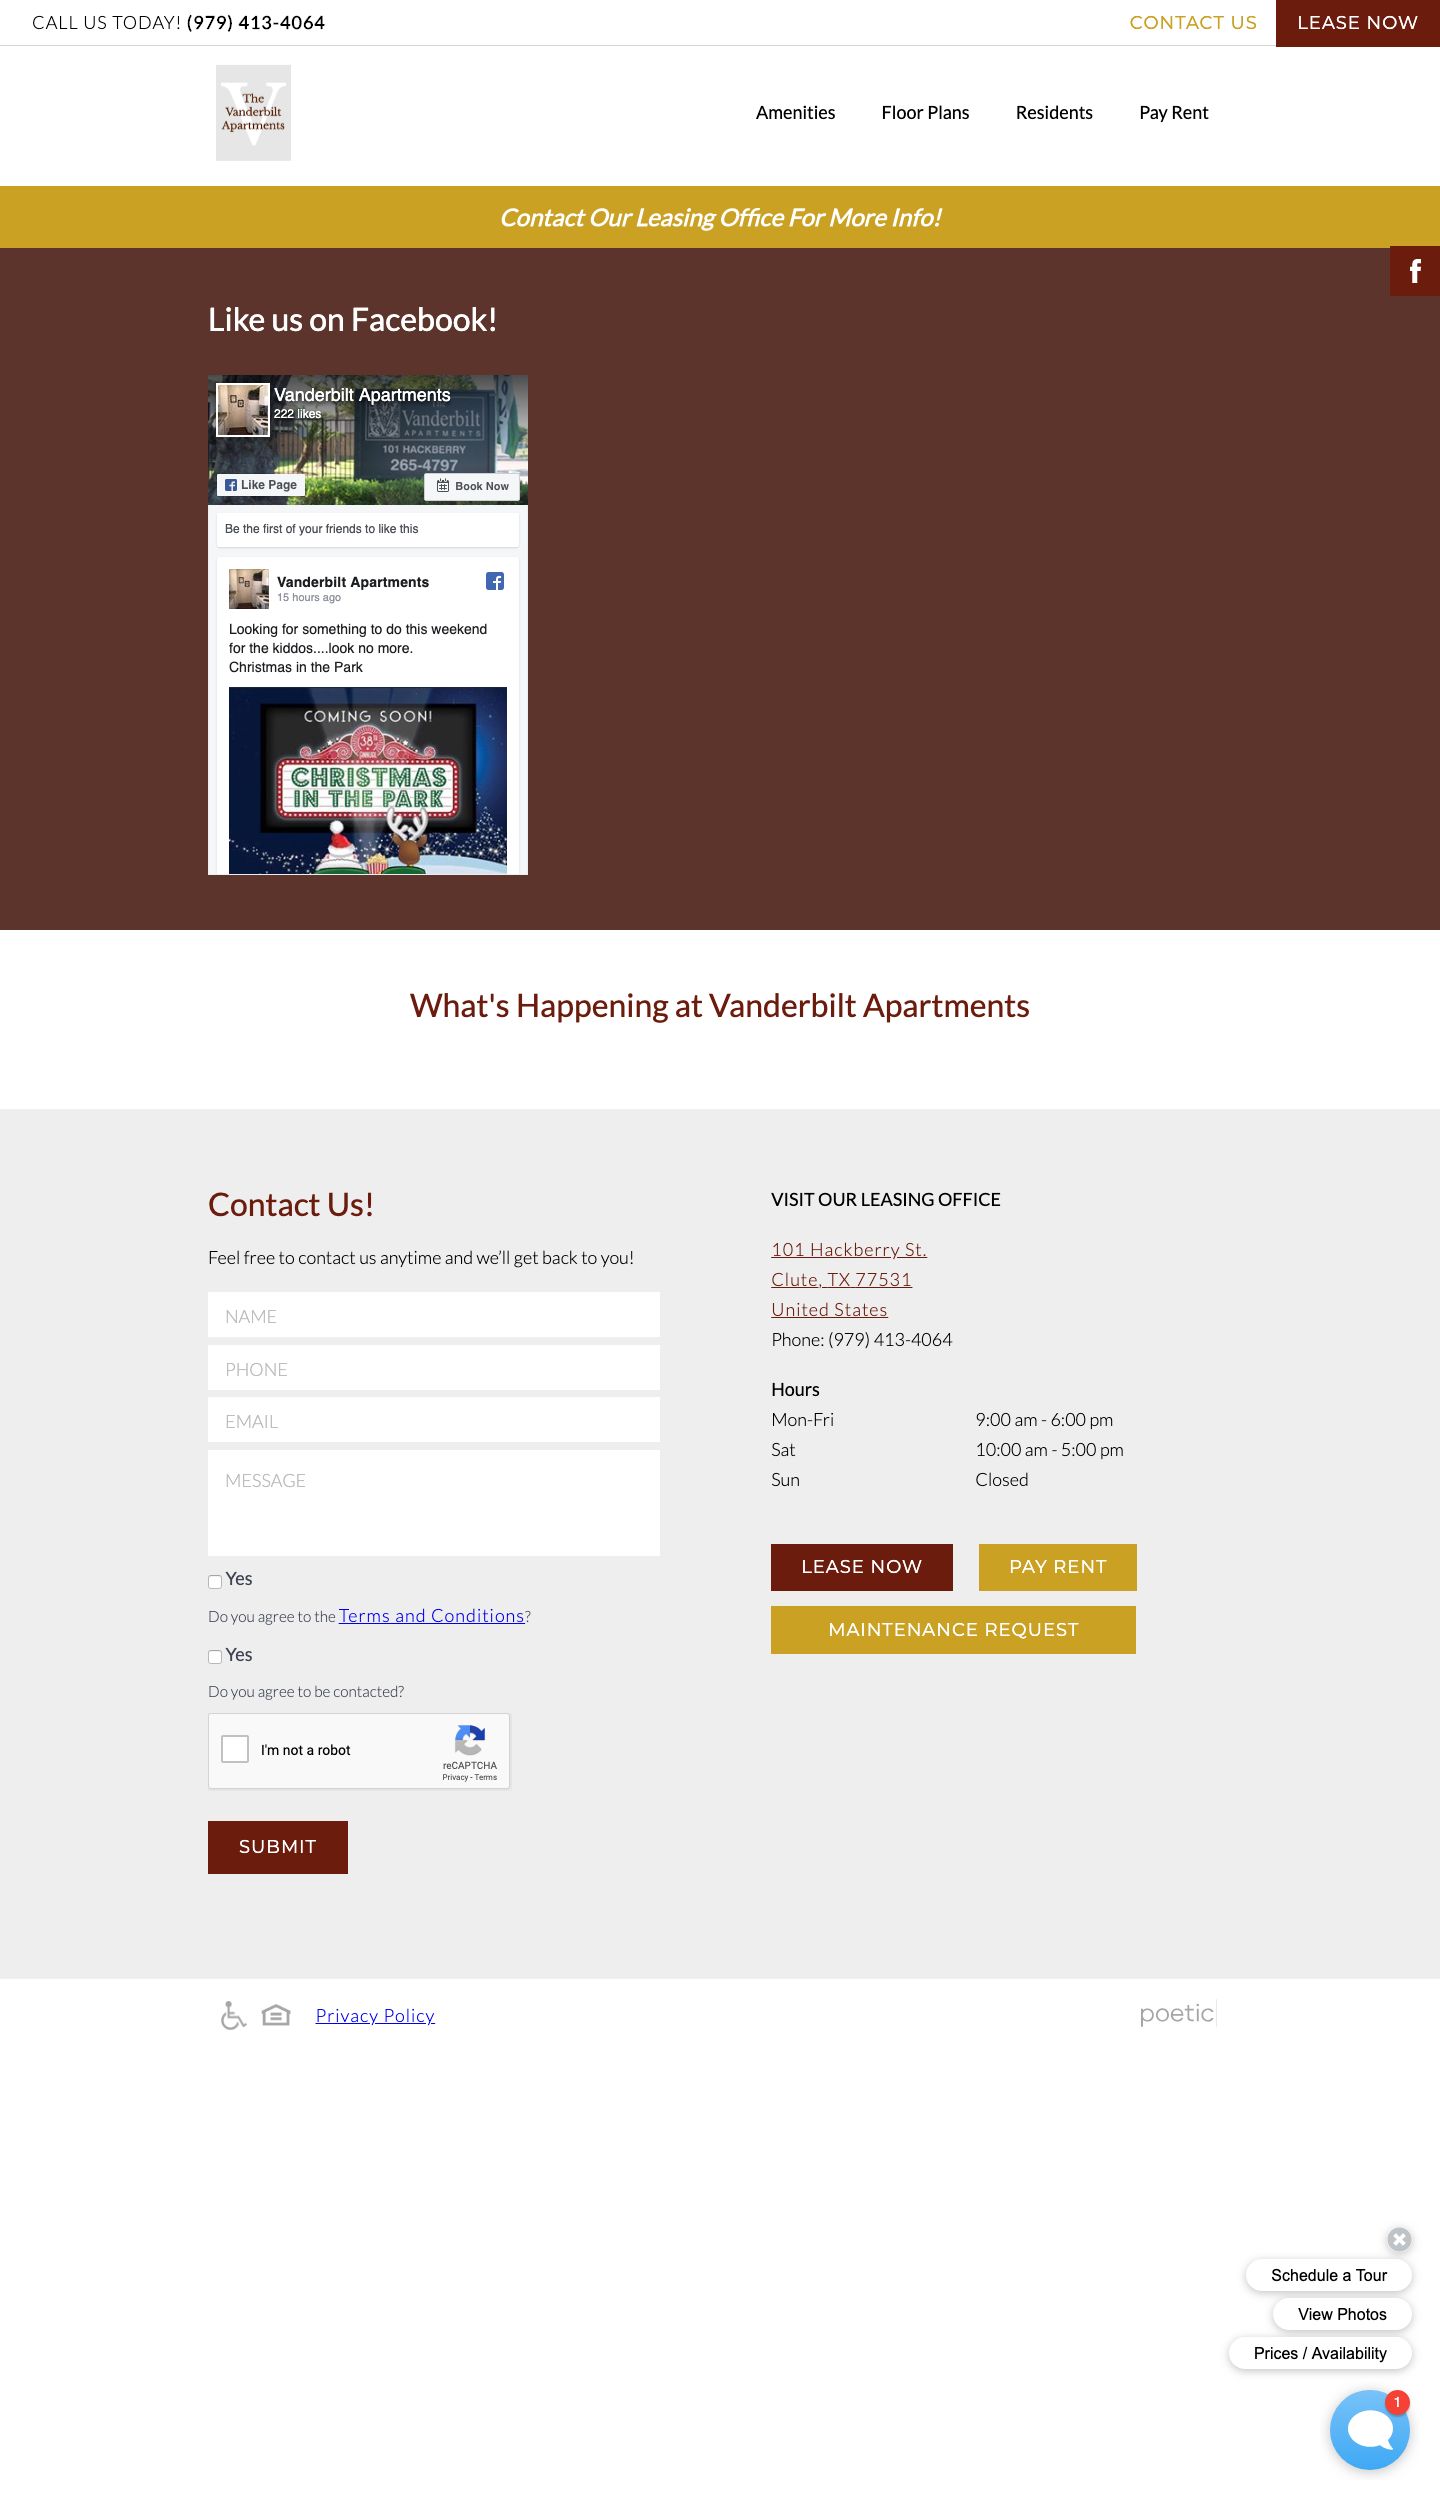 CALL US TODAY! (979) 413-4064
CONTACT US
LEASE NOW
The
Vanderbilt
Apartments
Amenities
Floor Plans
Residents
Pay Rent
Contact Our Leasing Office For More Info!
Like us on Facebook!
Vanderbilt Apartments
222 likes
Vanderbilt
APARTMENTS
101 HACKBERRY
265-4797
Like Page
Book Now
Be the first of your friends to like this
Vanderbilt Apartments
15 hours ago
Looking for something to do this weekend
for the kiddos....look no more.
Christmas in the Park
COMING SOON!
CHRISTMAS
IN THE PARK
What's Happening at Vanderbilt Apartments
Contact Us!
Feel free to contact us anytime and we’ll get back to you!
NAME
PHONE
EMAIL
MESSAGE
Yes
Do you agree to the Terms and Conditions?
Yes
Do you agree to be contacted?
I'm not a robot
reCAPTCHA
Privacy - Terms
SUBMIT
VISIT OUR LEASING OFFICE
101 Hackberry St.
Clute, TX 77531
United States
Phone: (979) 413-4064
Hours
Mon-Fri 9:00 am - 6:00 pm
Sat 10:00 am - 5:00 pm
Sun Closed
LEASE NOW
PAY RENT
MAINTENANCE REQUEST
Privacy Policy
poetic
Schedule a Tour
View Photos
Prices / Availability
1